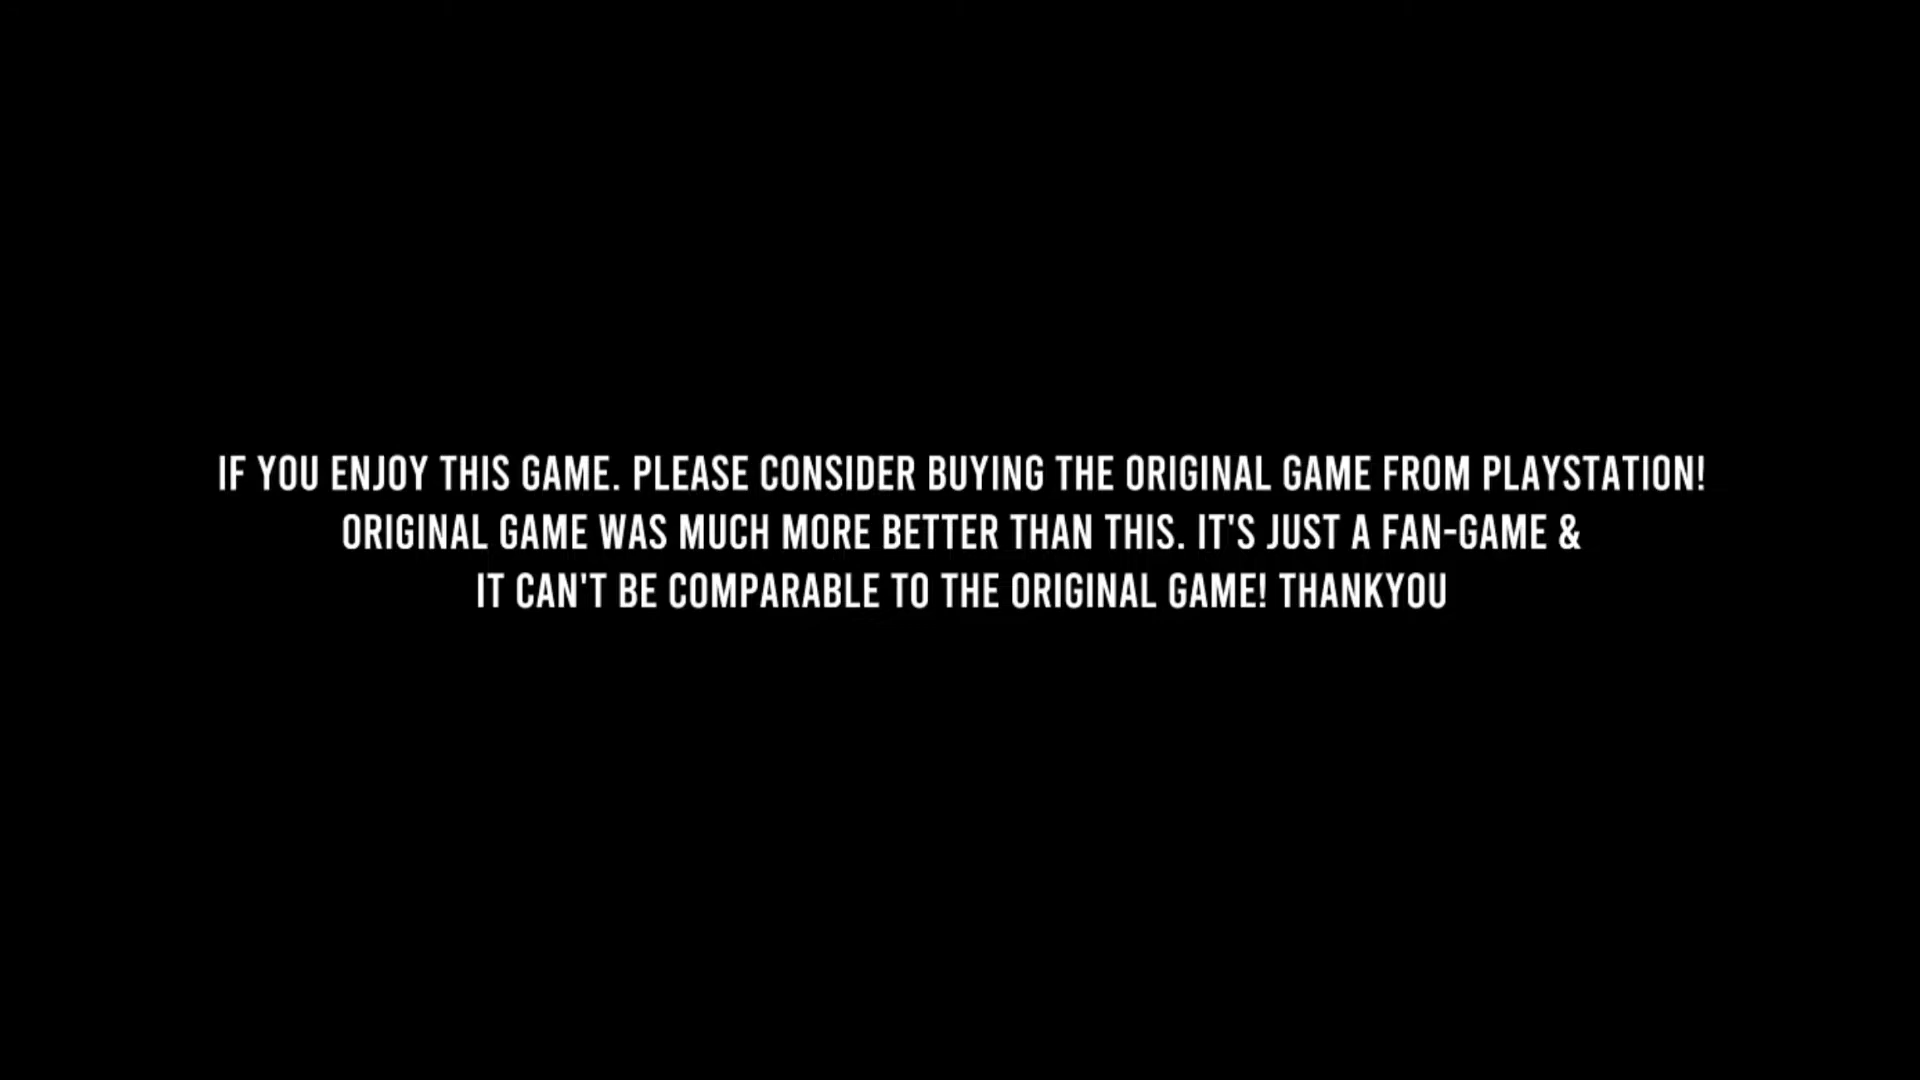 IF YOU ENJOY THIS GAME. PLEASE CONSIDER BUYING THE ORIGINAL GAME FROM PLAYSTATION!
ORIGINAL GAME WAS MUCH MORE BETTER THAN THIS. IT'S JUST A FAN-GAME &
IT CAN'T BE COMPARABLE TO THE ORIGINAL GAME! THANKYOU